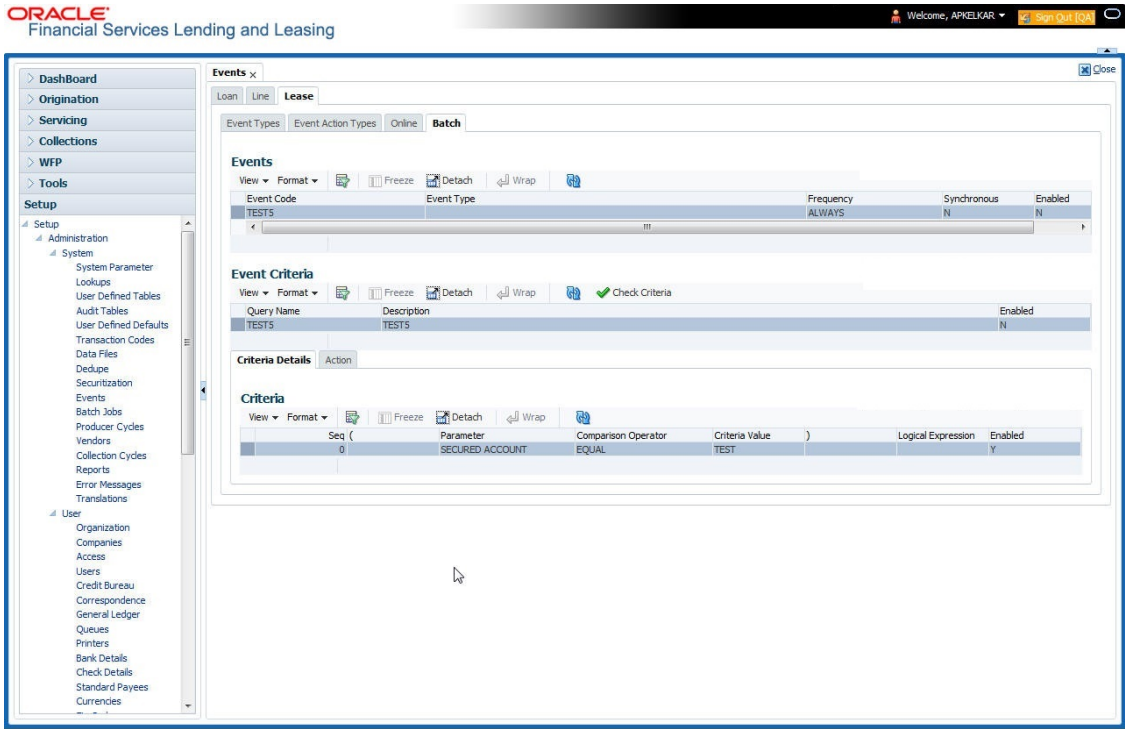 ORACLE®
Financial Services Lending and Leasing
Welcome, APKELKAR
Sign Out [QA]
DashBoard
Origination
Servicing
Collections
WFP
Tools
Setup
Setup
Administration
System
System Parameter
Lookups
User Defined Tables
Audit Tables
User Defined Defaults
Transaction Codes
Data Files
Dedupe
Securitization
Events
Batch Jobs
Producer Cycles
Vendors
Collection Cycles
Reports
Error Messages
Translations
User
Organization
Companies
Access
Users
Credit Bureau
Correspondence
General Ledger
Queues
Printers
Bank Details
Check Details
Standard Payees
Currencies
Events
Close
Loan Line Lease
Event Types Event Action Types Online Batch
Events
View Format Freeze Detach Wrap
Event Code Event Type Frequency Synchronous Enabled
TEST5 ALWAYS N N
Event Criteria
View Format Freeze Detach Wrap Check Criteria
Query Name Description Enabled
TEST5 TEST5 N
Criteria Details Action
Criteria
View Format Freeze Detach Wrap
Seq ( Parameter Comparison Operator Criteria Value ) Logical Expression Enabled
0 SECURED ACCOUNT EQUAL TEST Y